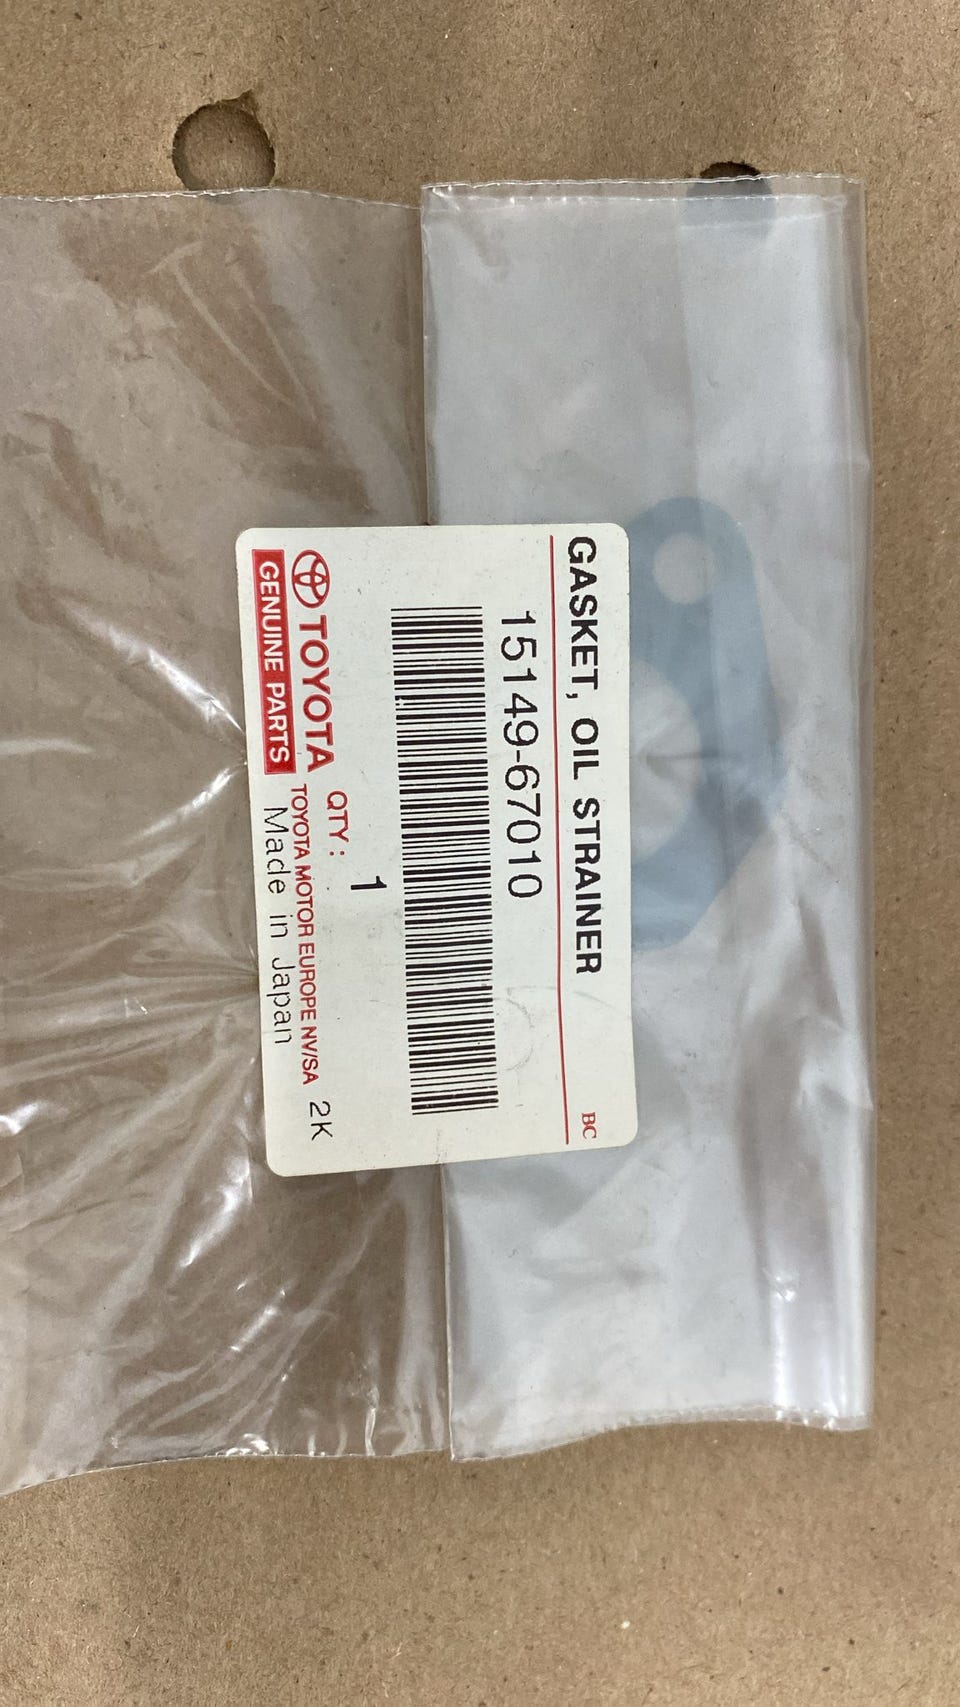 GASKET, OIL STRAINER
BC
15149-67010
QTY: 1
TOYOTA
GENUINE PARTS
TOYOTA MOTOR EUROPE NV/SA 2K
Made in Japan